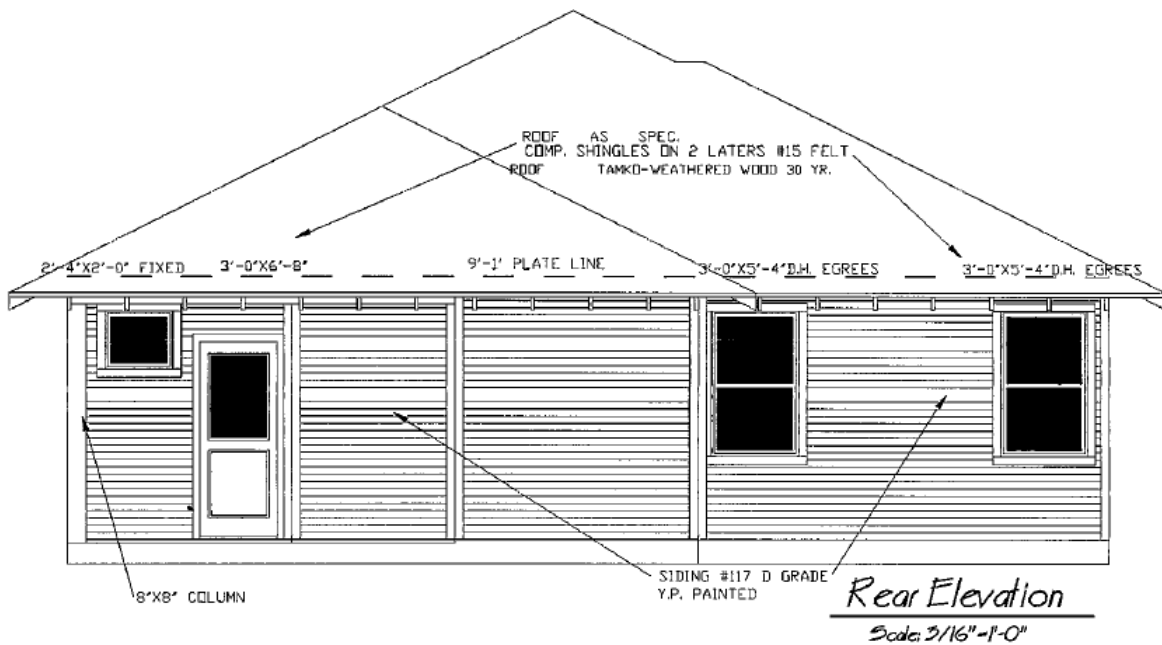 ROOF AS SPEC.
COMP. SHINGLES ON 2 LATERS #15 FELT
ROOF TAMKO-WEATHERED WOOD 30 YR.
2'-4"X2'-0" FIXED 3'-0"X6'-8" 9'-1' PLATE LINE 3'-0"X5'-4"D.H. EGREES 3'-0"X5'-4"D.H. EGREES
SIDING #117 D GRADE
Y.P. PAINTED
8"X8" COLUMN
Rear Elevation
Scale: 3/16"-1'-0"